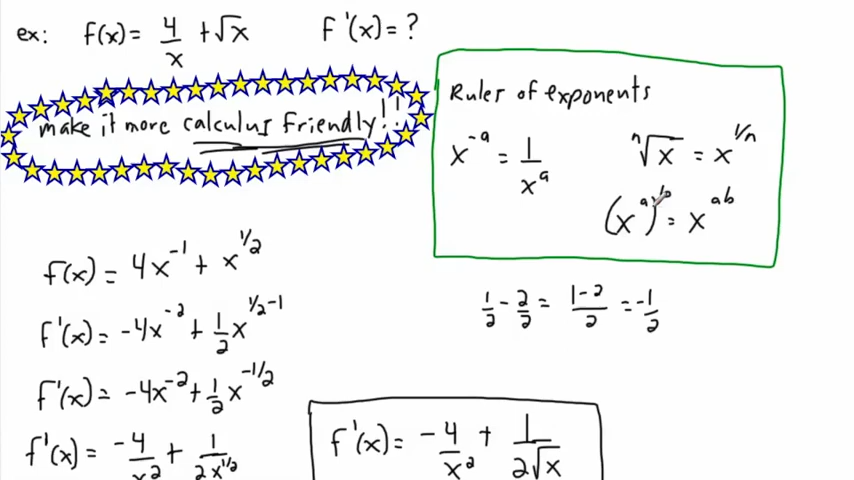 ex: f(x) = 4/x + √x f'(x) = ?
make it more calculus friendly!!
Rules of exponents
x^-a = 1/x^a ⁿ√x = x^1/n
(x^a)^b = x^ab
f(x) = 4x^-1 + x^1/2
f'(x) = -4x^-2 + 1/2 x^1/2-1
1/2 - 2/2 = 1-2/2 = -1/2
f'(x) = -4x^-2 + 1/2 x^-1/2
f'(x) = -4/x² + 1/2x^1/2
f'(x) = -4/x² + 1/2√x